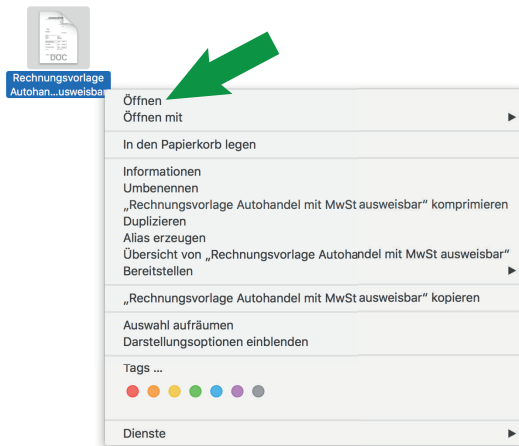 DOC
Rechnungsvorlage
Autohan...usweisbar
Öffnen
Öffnen mit
In den Papierkorb legen
Informationen
Umbenennen
„Rechnungsvorlage Autohandel mit MwSt ausweisbar“ komprimieren
Duplizieren
Alias erzeugen
Übersicht von „Rechnungsvorlage Autohandel mit MwSt ausweisbar“
Bereitstellen
„Rechnungsvorlage Autohandel mit MwSt ausweisbar“ kopieren
Auswahl aufräumen
Darstellungsoptionen einblenden
Tags ...
Dienste